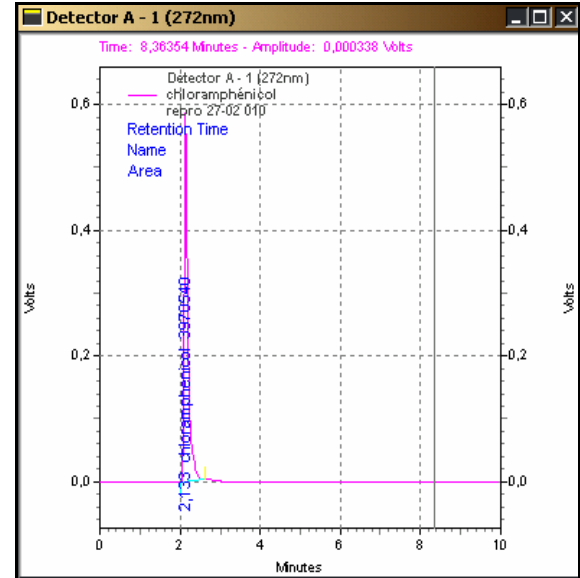 Detector A - 1 (272nm)
Time: 8,36354 Minutes - Amplitude: 0,000338 Volts
Détector A - 1 (272nm)
chloramphénicol
repro 27-02 010
Retention Time
Name
Area
0,6
0,6
0,4
0,4
Volts
Volts
2,133 chloramphénicol 3970540
0,2
0,2
0,0
0,0
0
2
4
6
8
10
Minutes